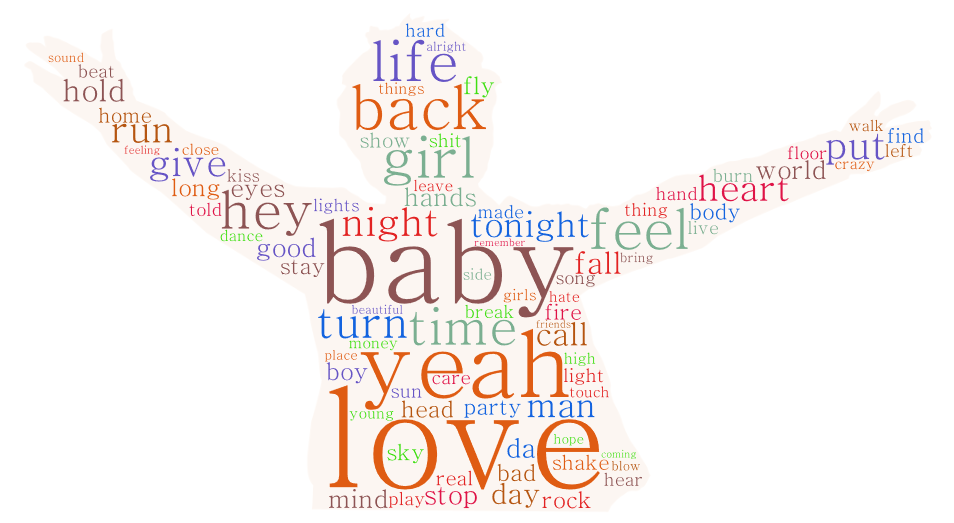 hard
life
alright
things
fly
back
show
shit
girl
leave
hands
sound
beat
hold
home
run
feeling
close
give
kiss
long
eyes
told
hey
lights
dance
good
stay
night
made
tonight
remember
baby
side
feel
thing
body
live
hand
heart
burn
world
floor
put
crazy
walk
find
left
fall
bring
song
girls
hate
fire
beautiful
break
turn
time
friends
call
money
place
yeah
high
boy
care
light
touch
sun
young
head
party
man
love
sky
da
hope
coming
shake
blow
bad
hear
real
mind
play
stop
day
rock